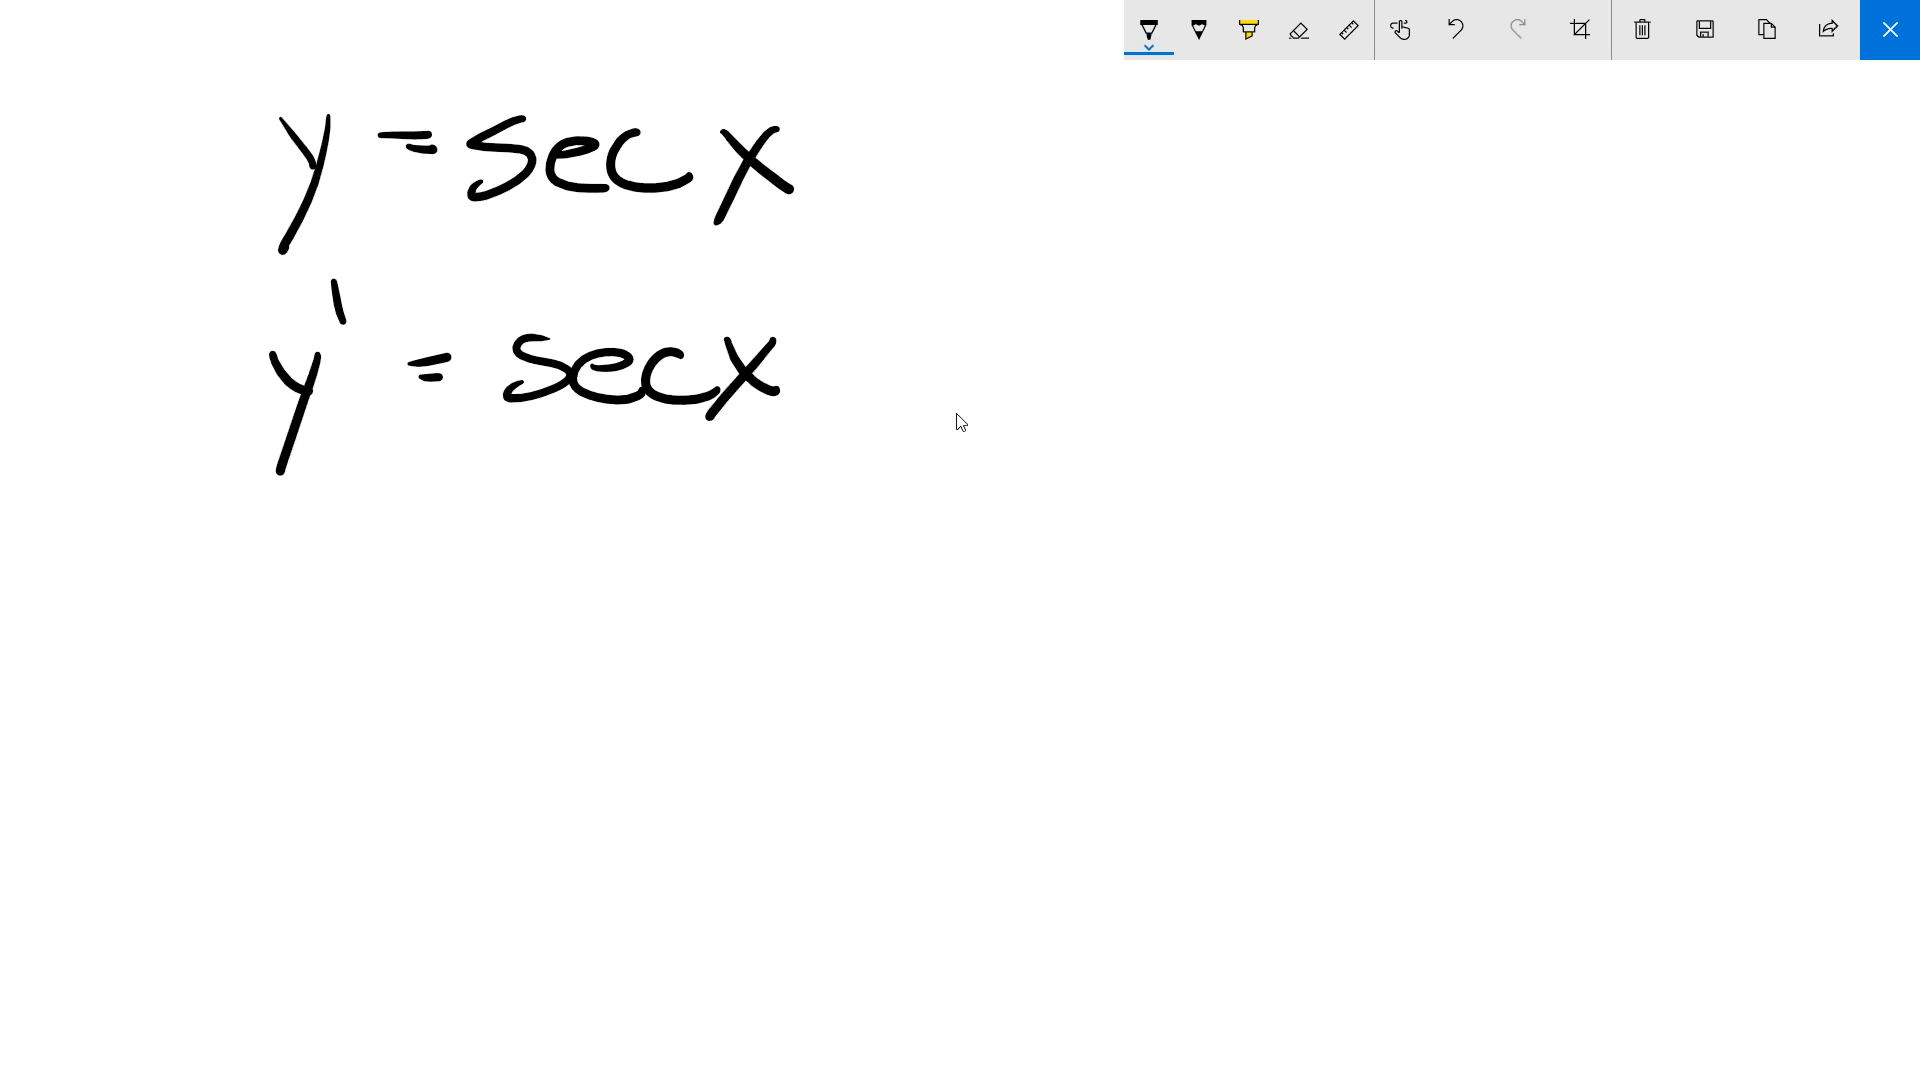 y = sec x
y' = sec x